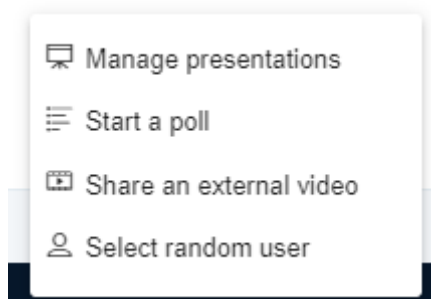 Manage presentations
Start a poll
Share an external video
Select random user